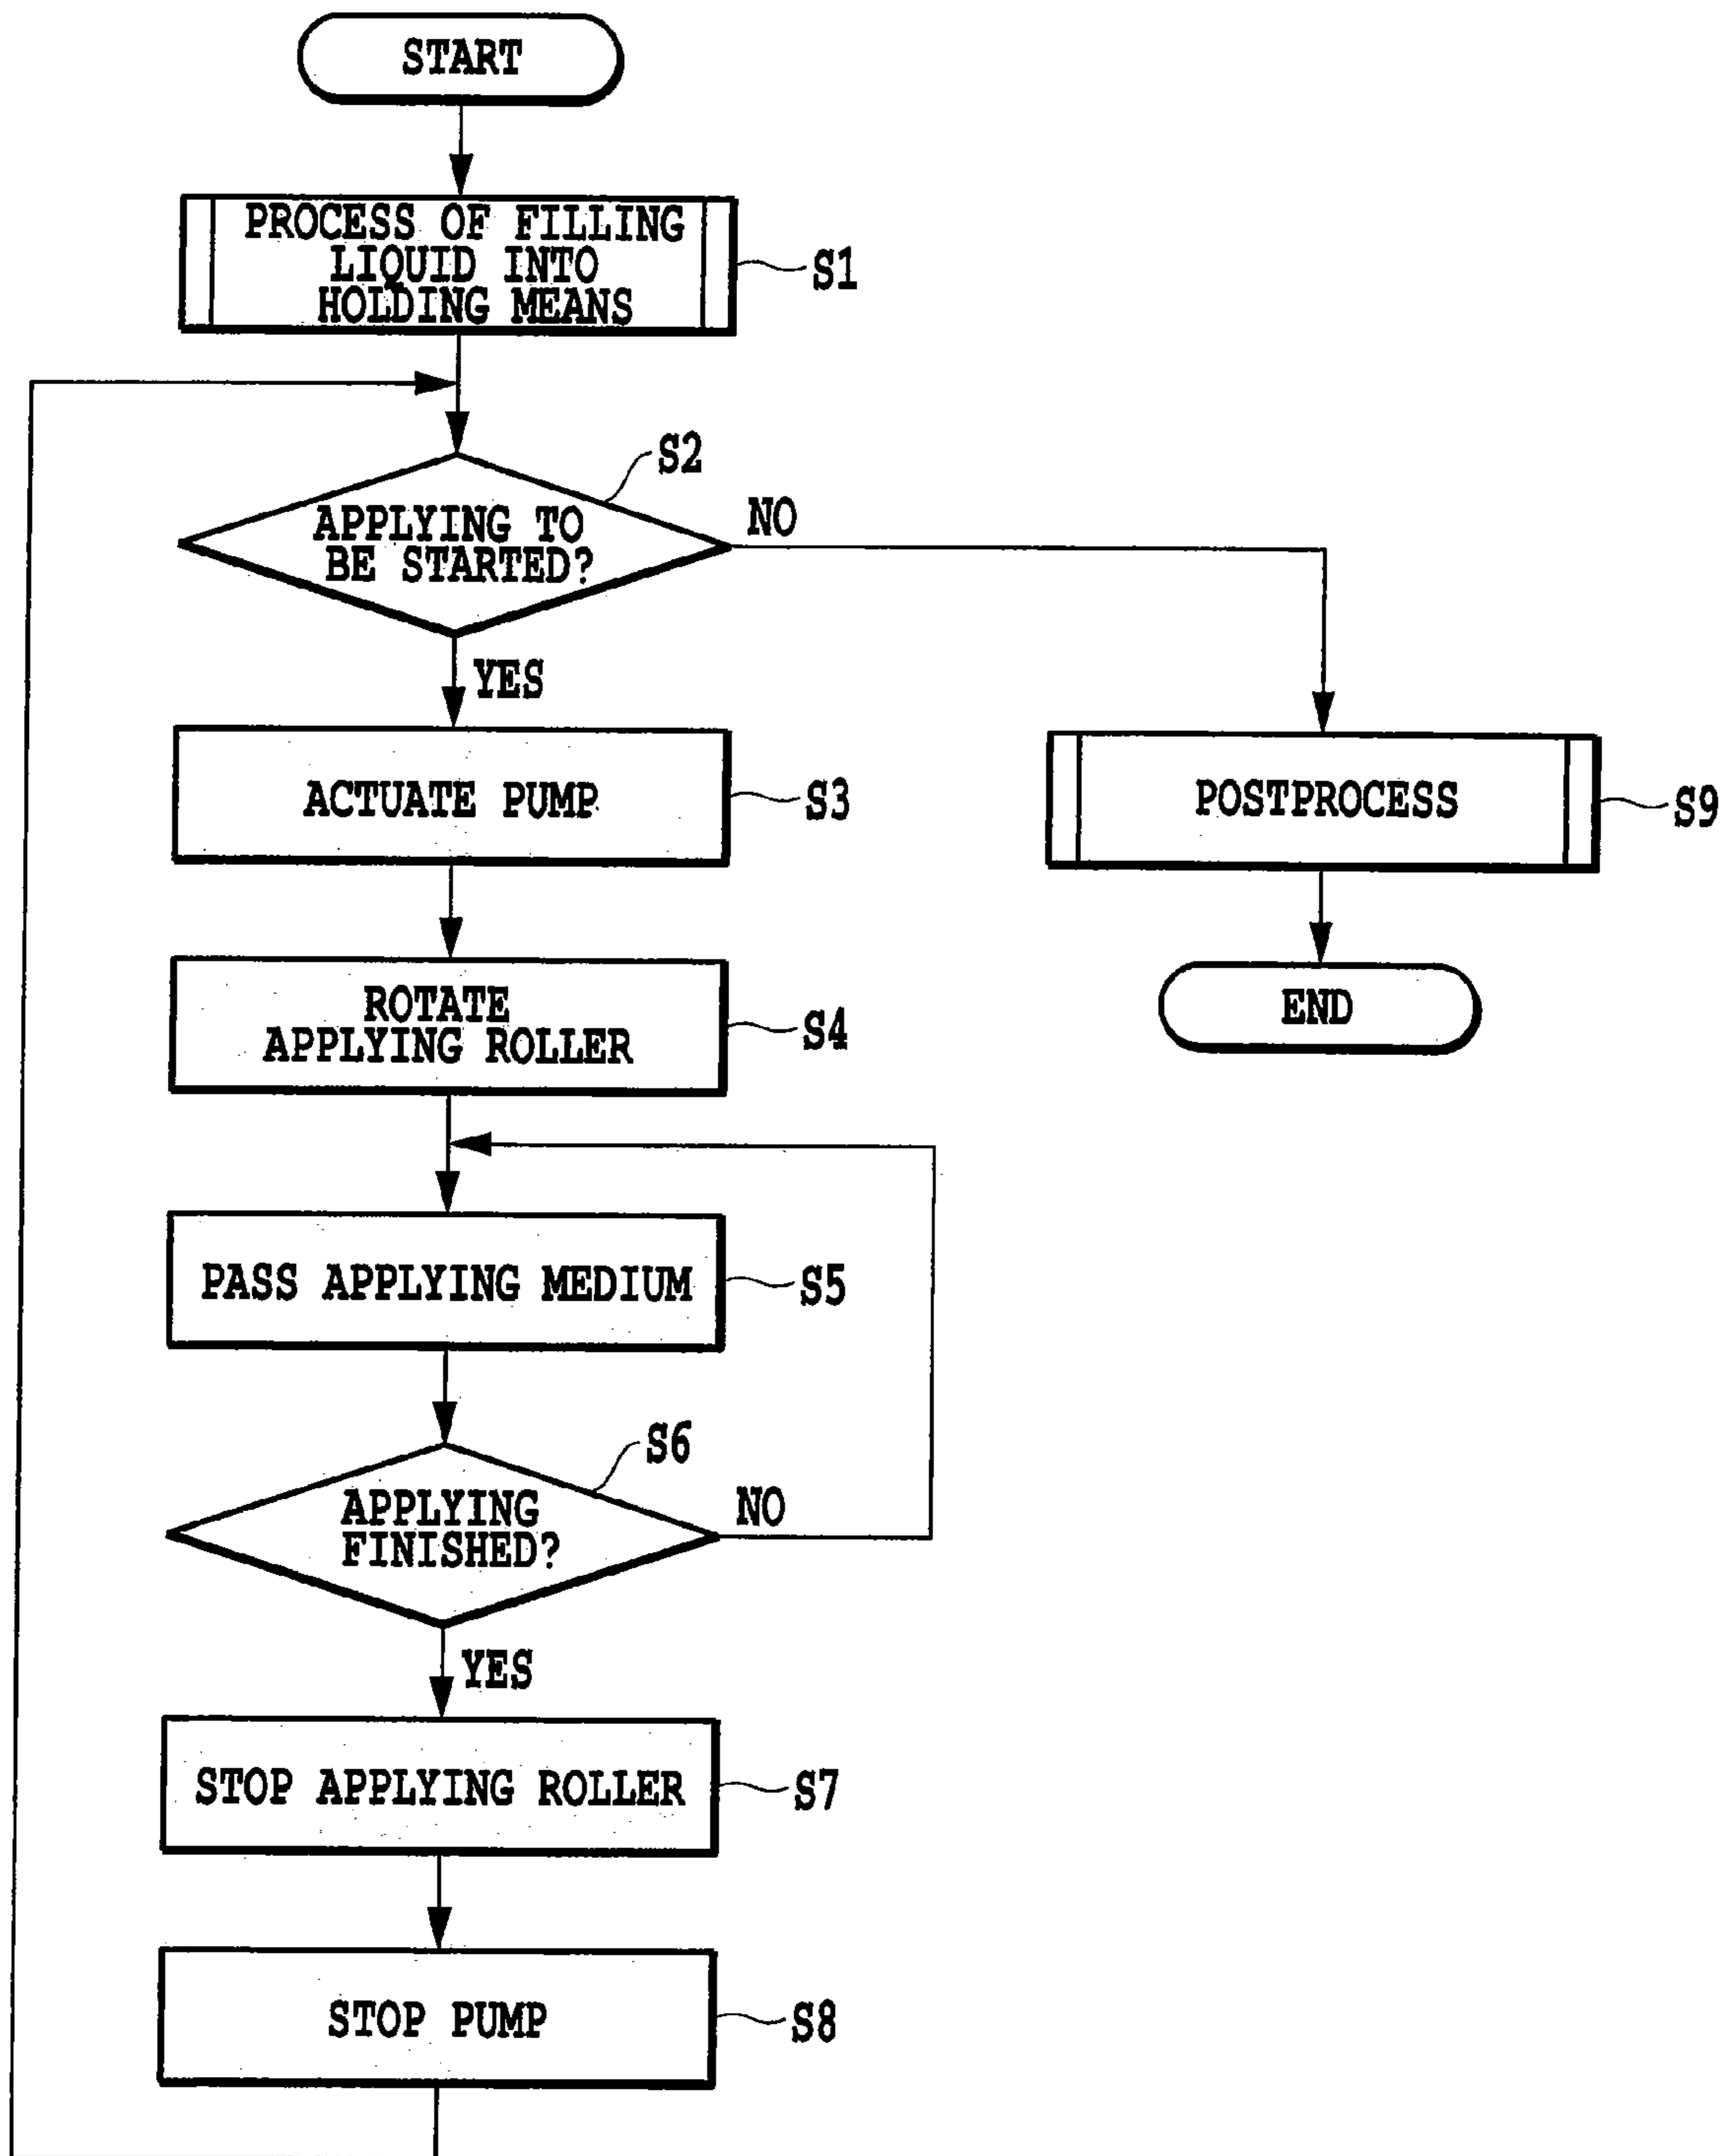 START
PROCESS OF FILLING
LIQUID INTO
HOLDING MEANS
S1
S2
APPLYING TO
BE STARTED?
NO
YES
ACTUATE PUMP
S3
POSTPROCESS
S9
ROTATE
APPLYING ROLLER
S4
END
PASS APPLYING MEDIUM
S5
S6
APPLYING
FINISHED?
NO
YES
STOP APPLYING ROLLER
S7
STOP PUMP
S8